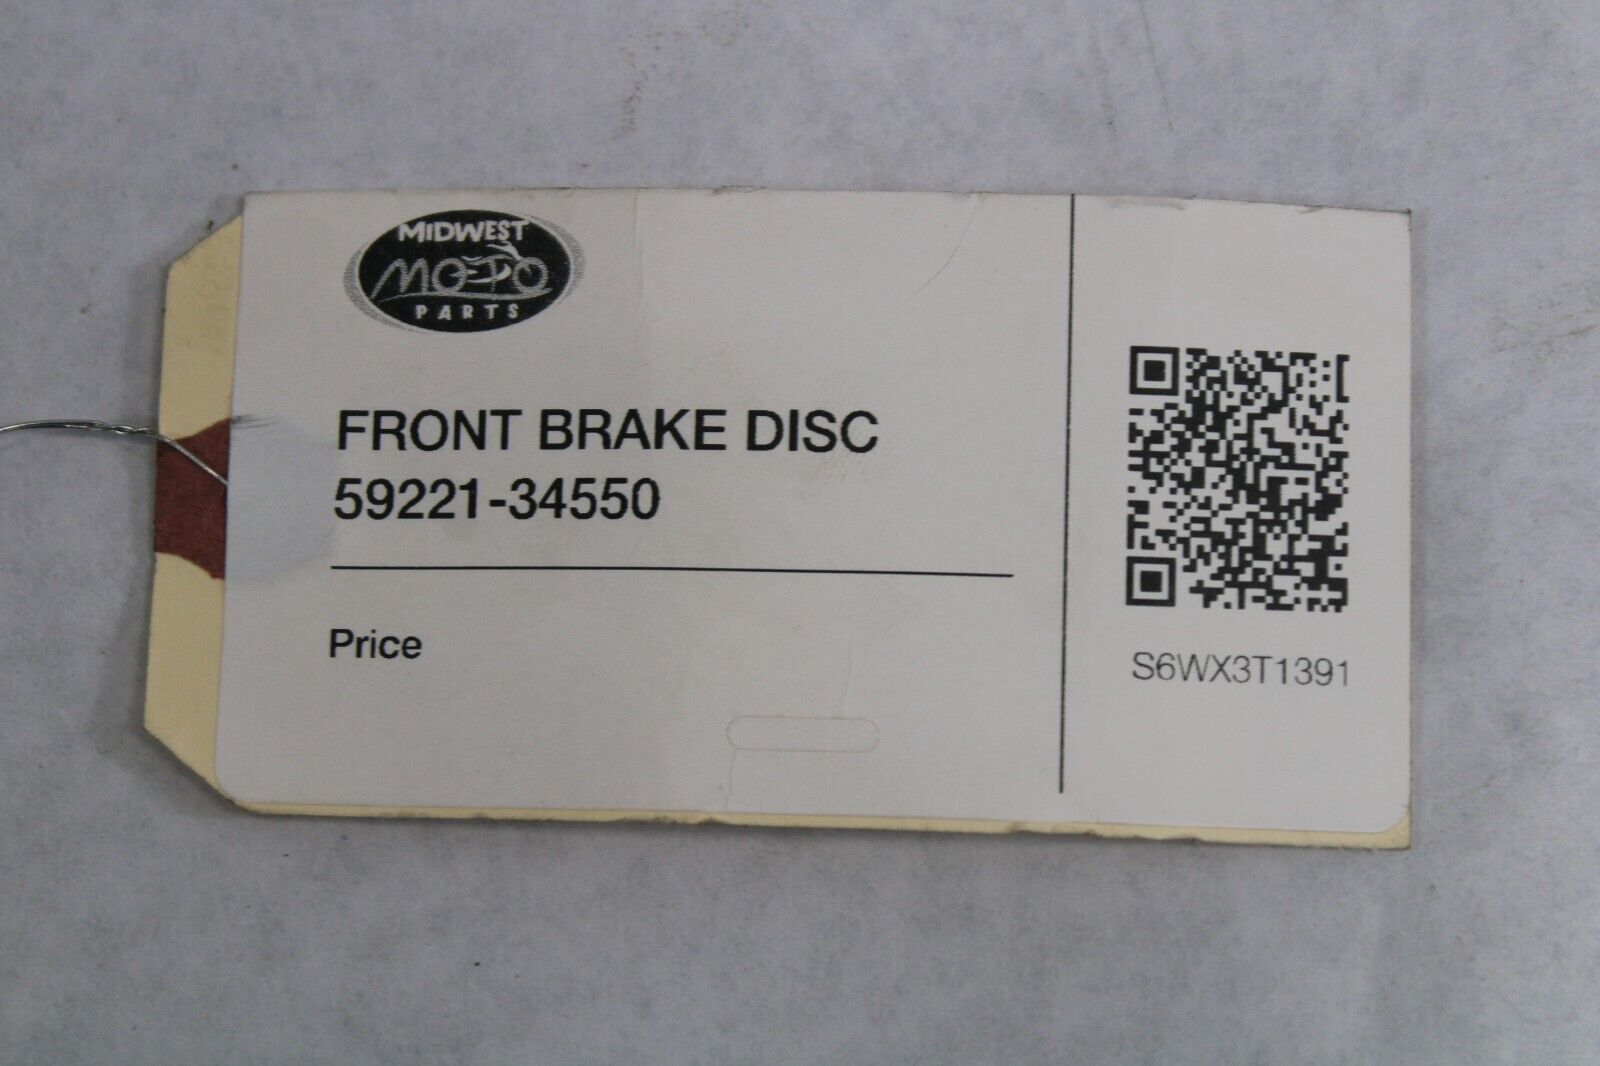 MIDWEST
MOTO
PARTS
FRONT BRAKE DISC
59221-34550
Price
S6WX3T1391